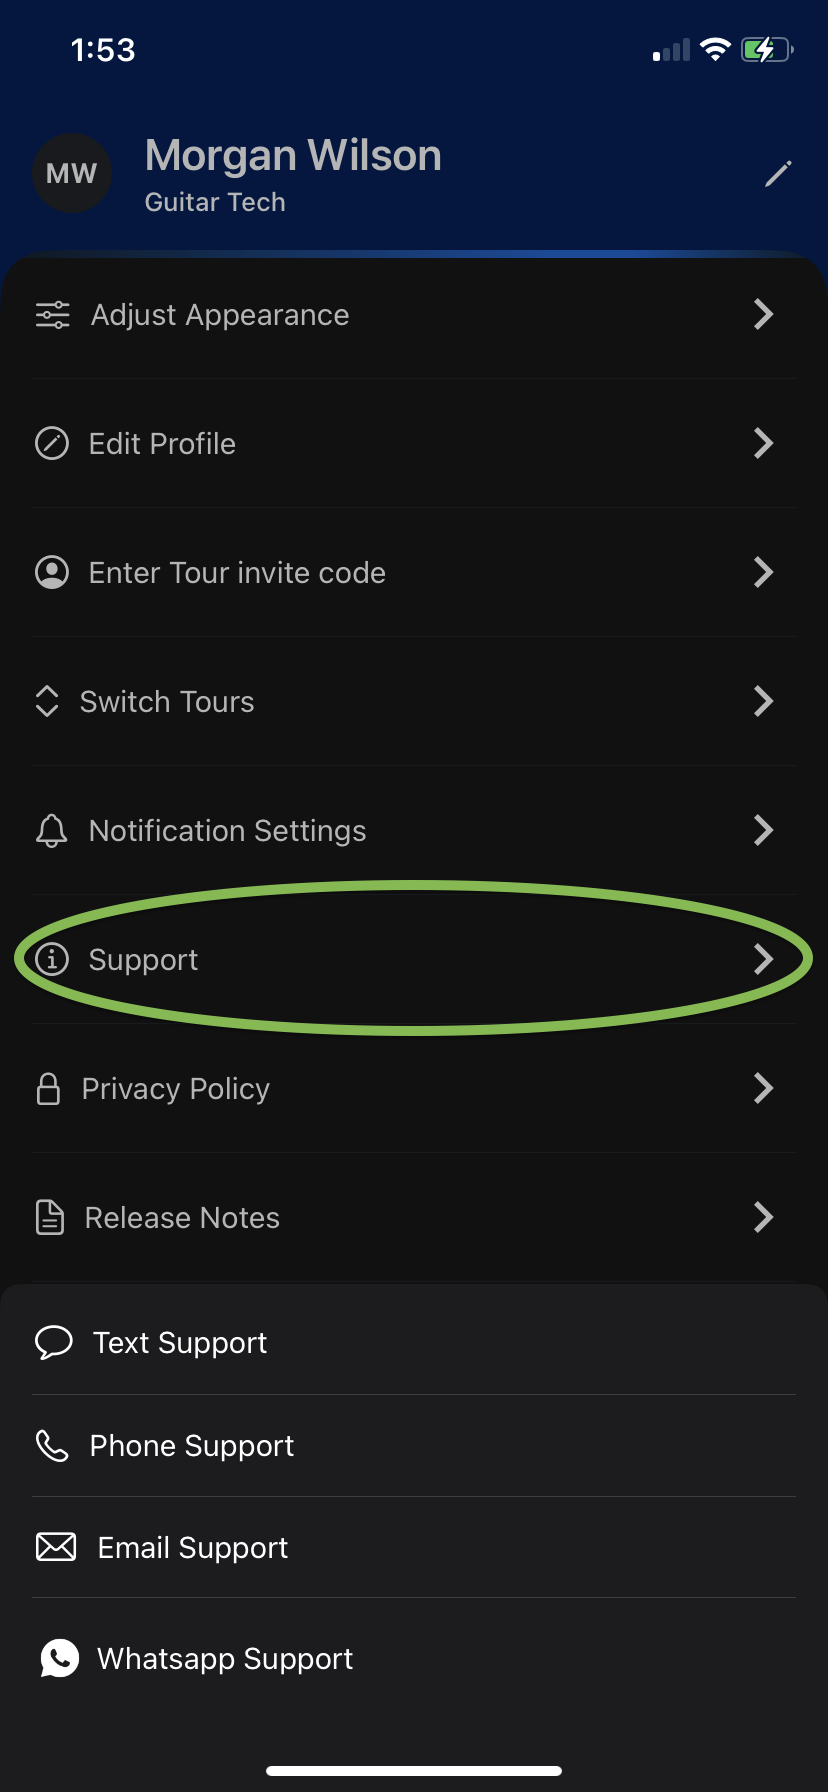 1:53
MW
Morgan Wilson
Guitar Tech
Adjust Appearance
Edit Profile
Enter Tour invite code
Switch Tours
Notification Settings
Support
Privacy Policy
Release Notes
Text Support
Phone Support
Email Support
Whatsapp Support